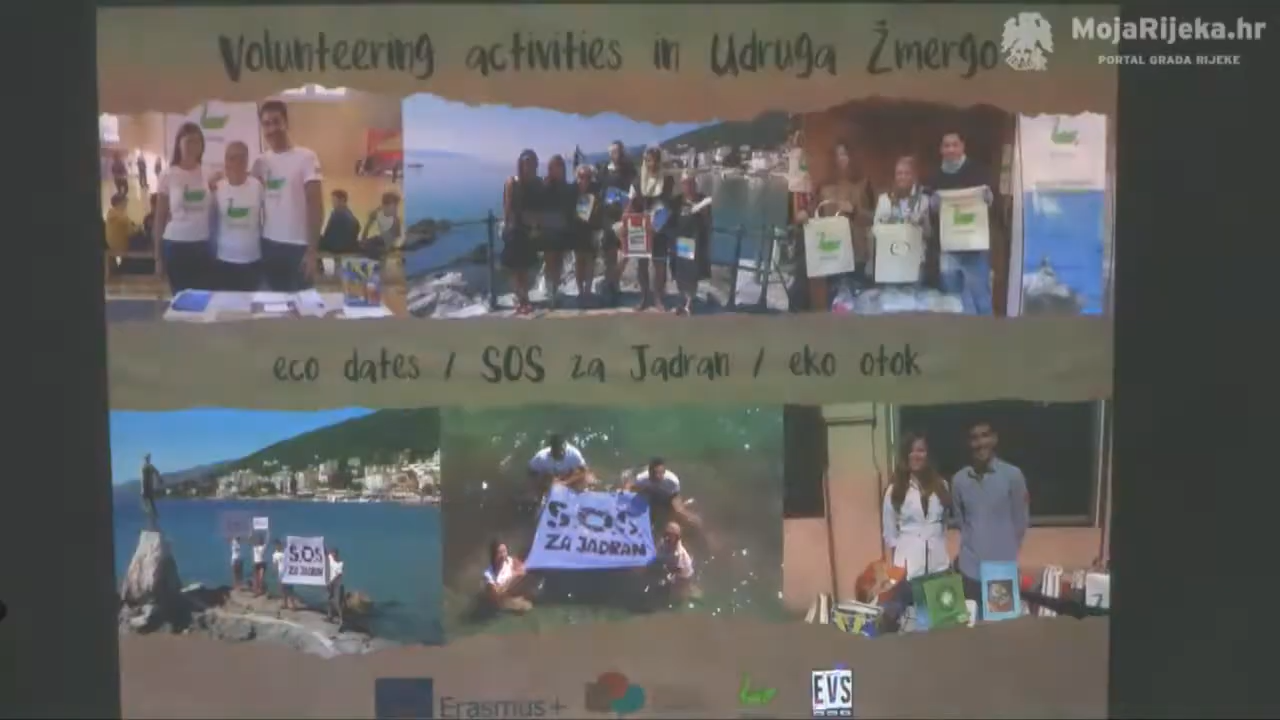 Volunteering activities in Udruga Žmergo
MojaRijeka.hr
PORTAL GRADA RIJEKE
eco dates / SOS za Jadran / eko otok
S.O.S.
ZA JADRAN
S.O.S.
ZA JADRAN
Erasmus+
EVS